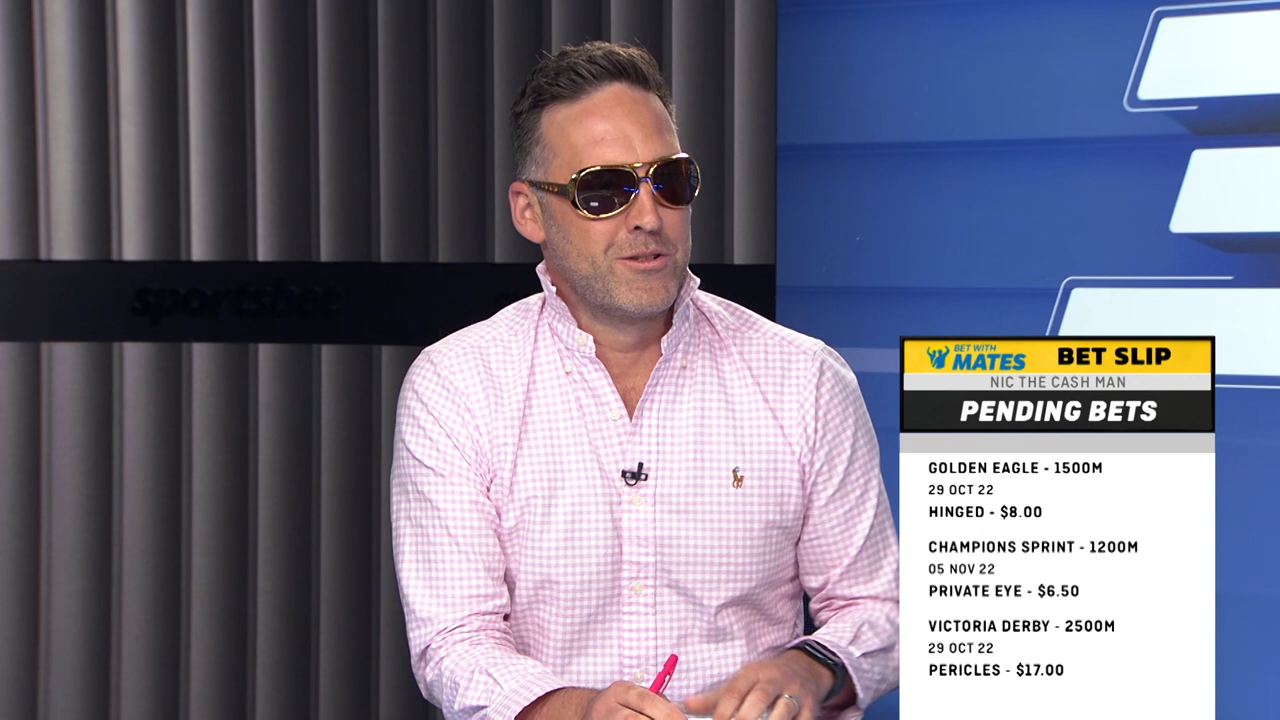 sportsbet
BET WITH
MATES
BET SLIP
NIC THE CASH MAN
PENDING BETS
GOLDEN EAGLE - 1500M
29 OCT 22
HINGED - $8.00
CHAMPIONS SPRINT - 1200M
05 NOV 22
PRIVATE EYE - $6.50
VICTORIA DERBY - 2500M
29 OCT 22
PERICLES - $17.00